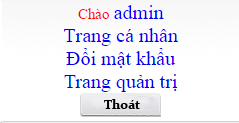 Chào admin
Trang cá nhân
Đổi mật khẩu
Trang quản trị
Thoát